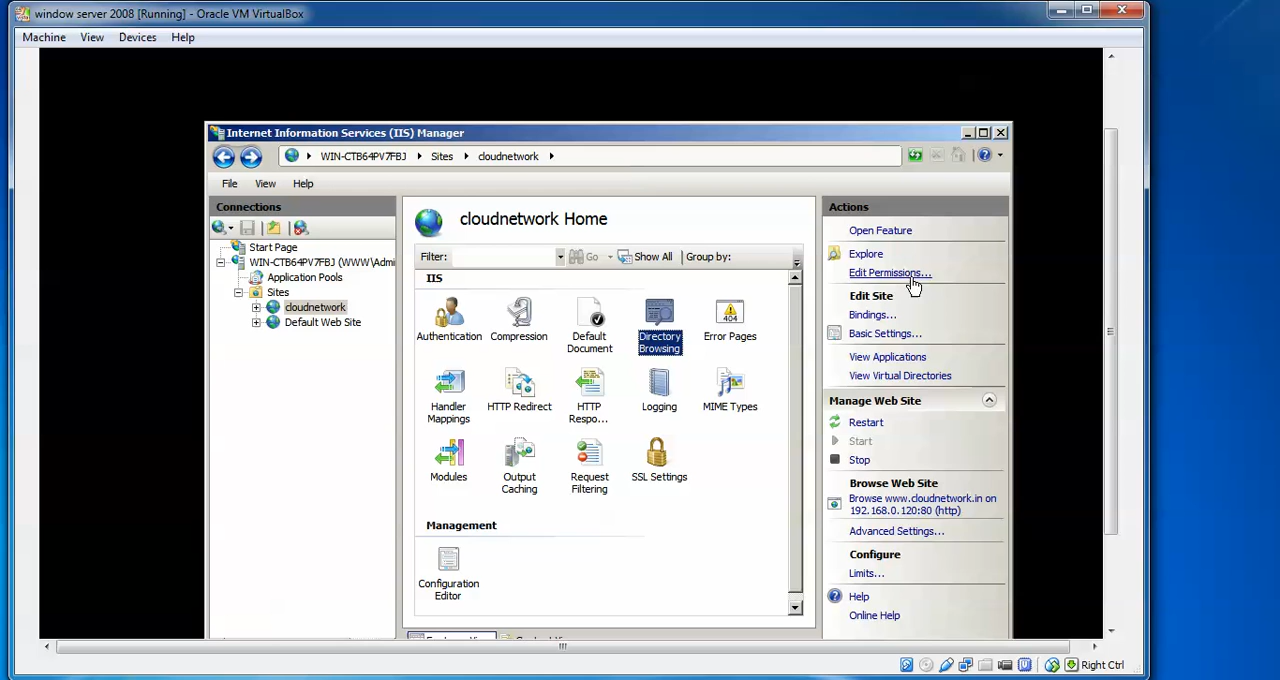 window server 2008 [Running] - Oracle VM VirtualBox
Machine View Devices Help
Internet Information Services (IIS) Manager
WIN-CTB64PV7FBJ Sites cloudnetwork
File View Help
Connections
Start Page
WIN-CTB64PV7FBJ (WWW\Admi
Application Pools
Sites
cloudnetwork
Default Web Site
cloudnetwork Home
Filter: Go Show All Group by:
IIS
Authentication Compression Default Document Directory Browsing Error Pages
Handler Mappings HTTP Redirect HTTP Respo... Logging MIME Types
Modules Output Caching Request Filtering SSL Settings
Management
Configuration Editor
Actions
Open Feature
Explore
Edit Permissions...
Edit Site
Bindings...
Basic Settings...
View Applications
View Virtual Directories
Manage Web Site
Restart
Start
Stop
Browse Web Site
Browse www.cloudnetwork.in on
192.168.0.120:80 (http)
Advanced Settings...
Configure
Limits...
Help
Online Help
Right Ctrl